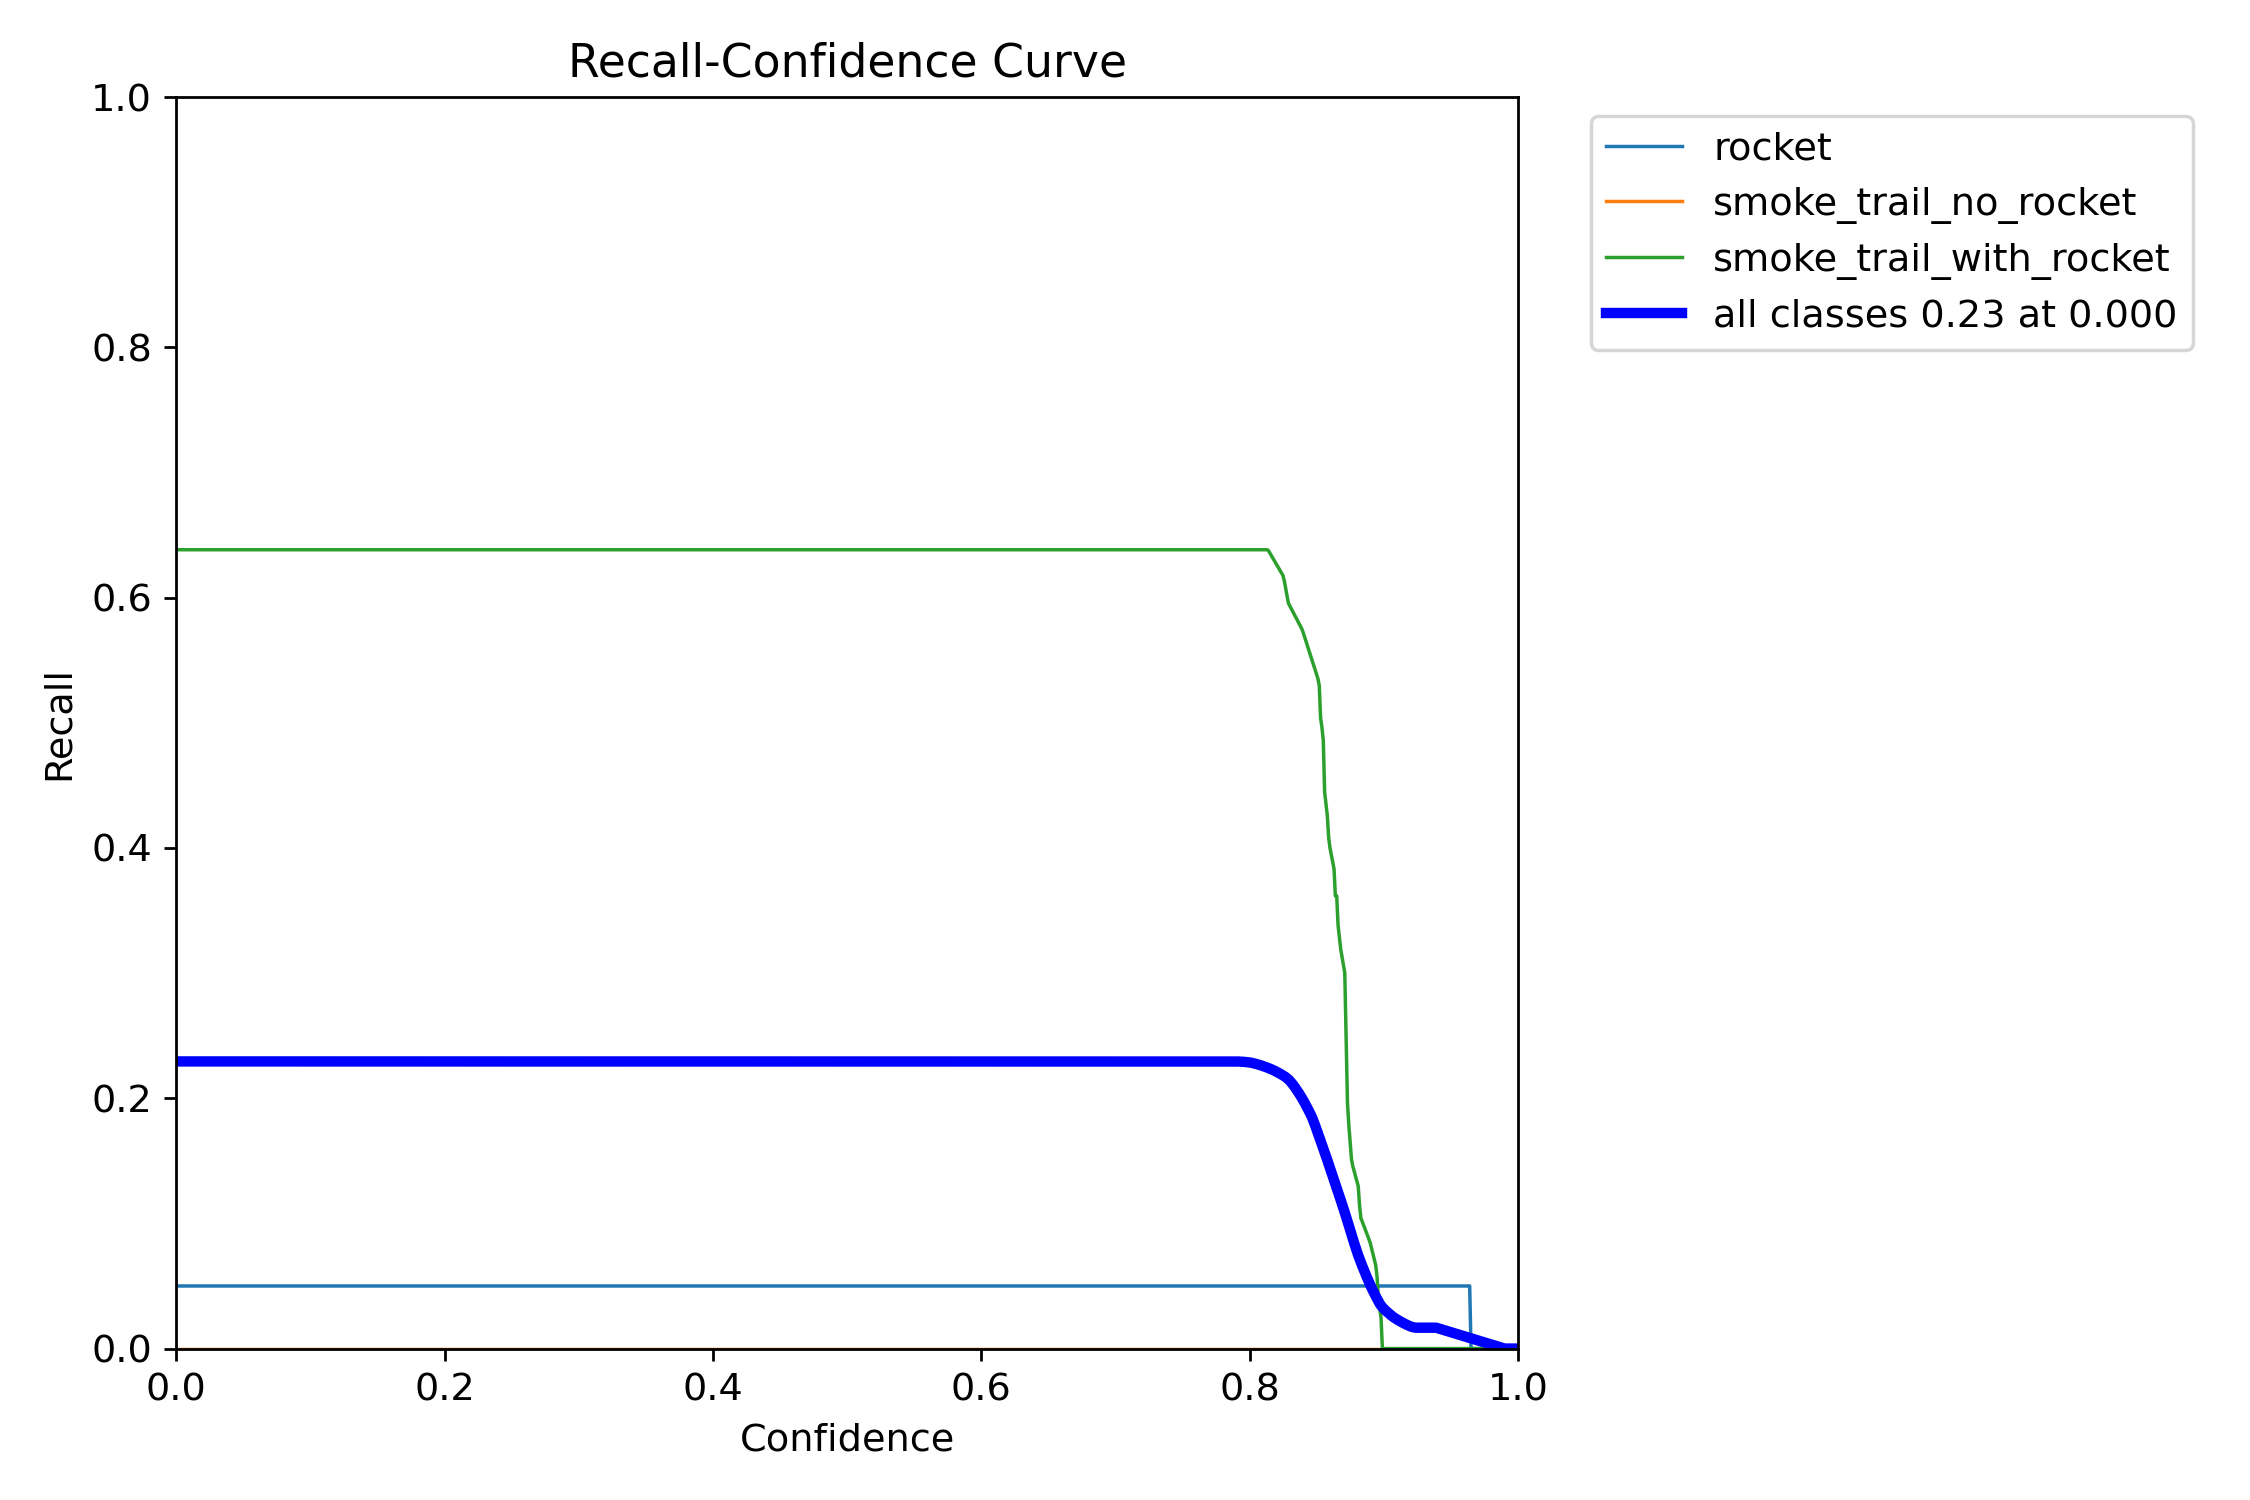 Recall-Confidence Curve
1.0
0.8
0.6
0.4
0.2
0.0
Recall
0.0 0.2 0.4 0.6 0.8 1.0
Confidence
rocket
smoke_trail_no_rocket
smoke_trail_with_rocket
all classes 0.23 at 0.000